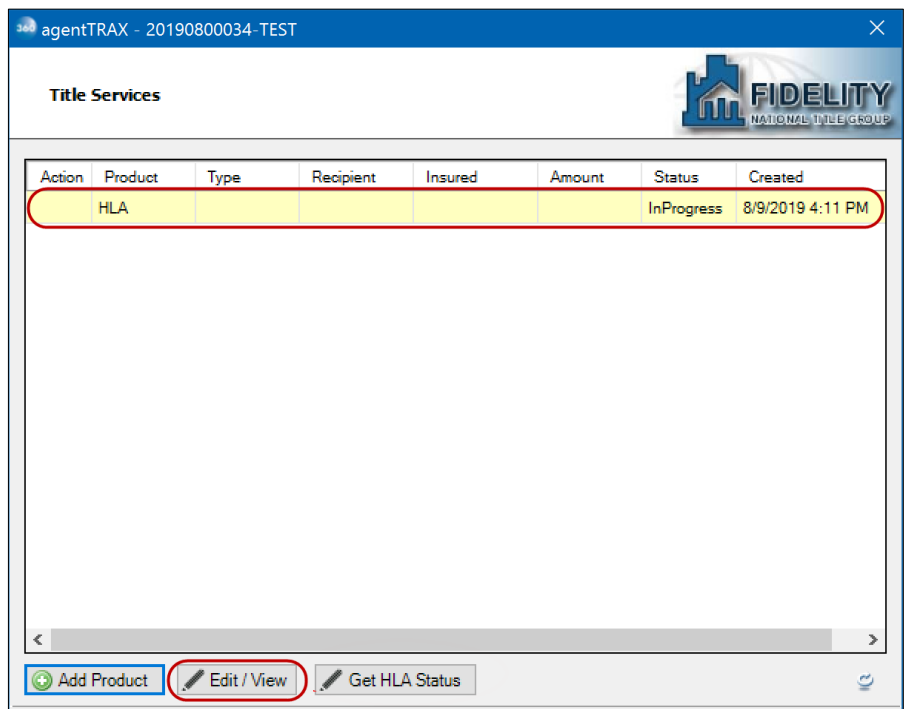 360 agentTRAX - 20190800034-TEST
Title Services
FIDELITY
NATIONAL TITLE GROUP
Action Product Type Recipient Insured Amount Status Created
HLA InProgress 8/9/2019 4:11 PM
Add Product Edit / View Get HLA Status